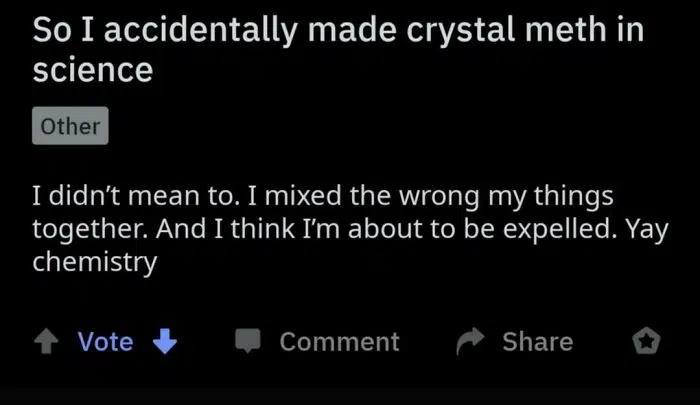 So I accidentally made crystal meth in
science
Other
I didn’t mean to. I mixed the wrong my things
together. And I think I’m about to be expelled. Yay
chemistry
Vote Comment Share